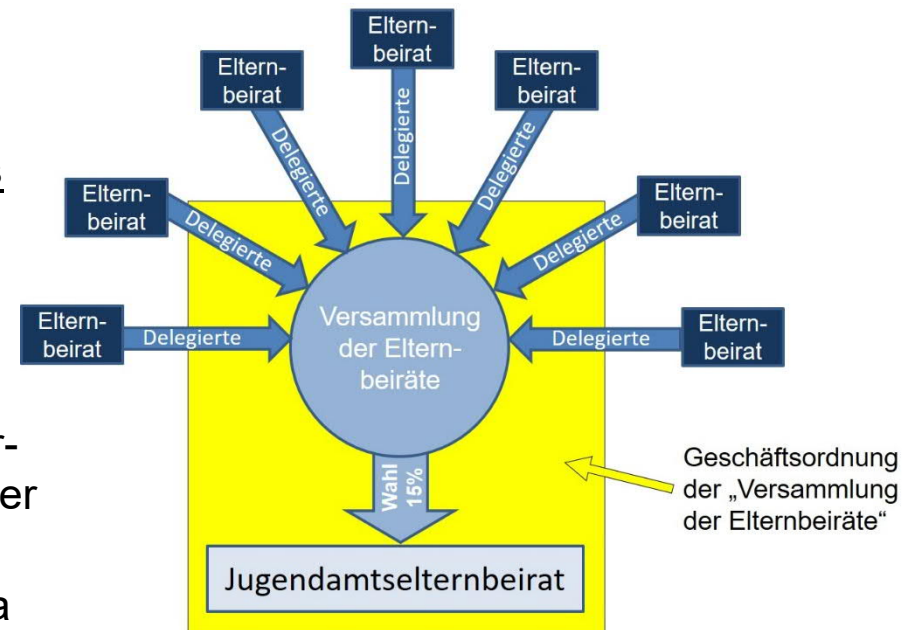 Eltern-
beirat
Eltern-
beirat
Eltern-
beirat
Eltern-
beirat
Eltern-
beirat
Eltern-
beirat
Eltern-
beirat
Delegierte
Delegierte
Delegierte
Delegierte
Delegierte
Delegierte
Delegierte
Versammlung
der Eltern-
beiräte
Wahl
15%
Jugendamtselternbeirat
Geschäftsordnung
der „Versammlung
der Elternbeiräte“
r-
er
a